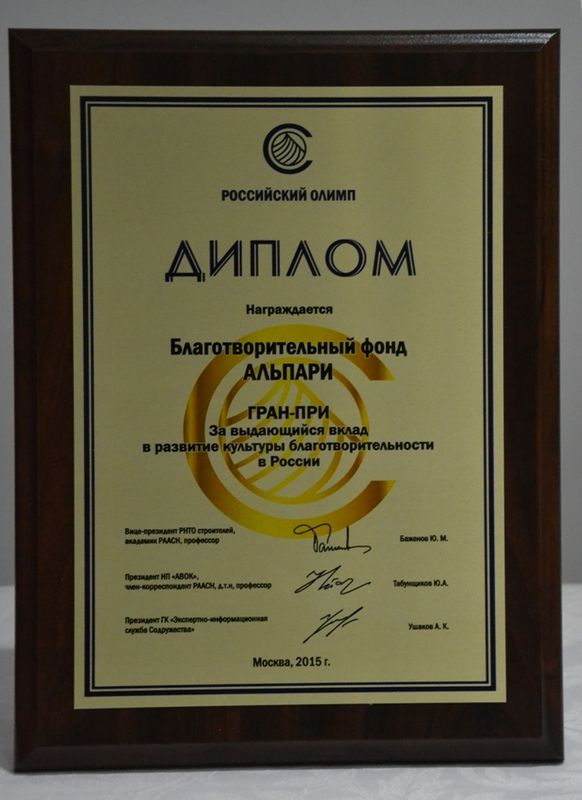 РОССИЙСКИЙ ОЛИМП
ДИПЛОМ
Награждается
Благотворительный фонд
АЛЬПАРИ
ГРАН-ПРИ
За выдающийся вклад
в развитие культуры благотворительности
в России
Вице-президент РНТО строителей,
академик РААСН, профессор
Баженов Ю. М.
Президент НП «АВОК»,
член-корреспондент РААСН, д.т.н, профессор
Табунщиков Ю.А.
Президент ГК «Экспертно-информационная
служба Содружества»
Ушаков А. К.
Москва, 2015 г.